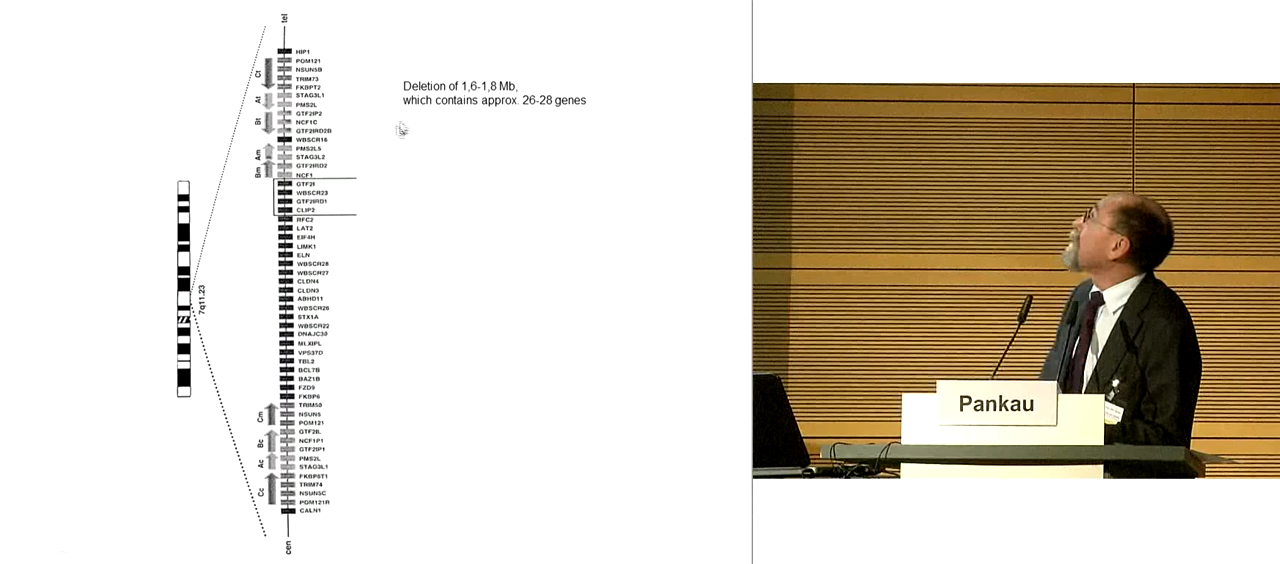 tel
HIP1
POM121
NSUN5B
TRIM73
FKBPT2
STAG3L1
PMS2L
GTF2IP2
NCF1C
GTF2IRD2B
WBSCR16
PMS2L5
STAG3L2
GTF2IRD2
NCF1
GTF2I
WBSCR23
GTF2IRD1
CLIP2
RFC2
LAT2
EIF4H
LIMK1
ELN
WBSCR28
WBSCR27
CLDN4
CLDN3
ABHD11
WBSCR26
STX1A
WBSCR22
DNAJC30
MLXIPL
VPS37D
TBL2
BCL7B
BAZ1B
FZD9
FKBP6
TRIM50
NSUN5
POM121
GTF2IL
NCF1P1
GTF2IP1
PMS2L
STAG3L1
FKBP6T1
TRIM74
NSUN5C
POM121B
CALN1
cen
Ct
At
Bt
Am
Bm
Cm
Bc
Ac
Cc
7q11.23
Deletion of 1,6-1,8 Mb,
which contains approx. 26-28 genes
Pankau